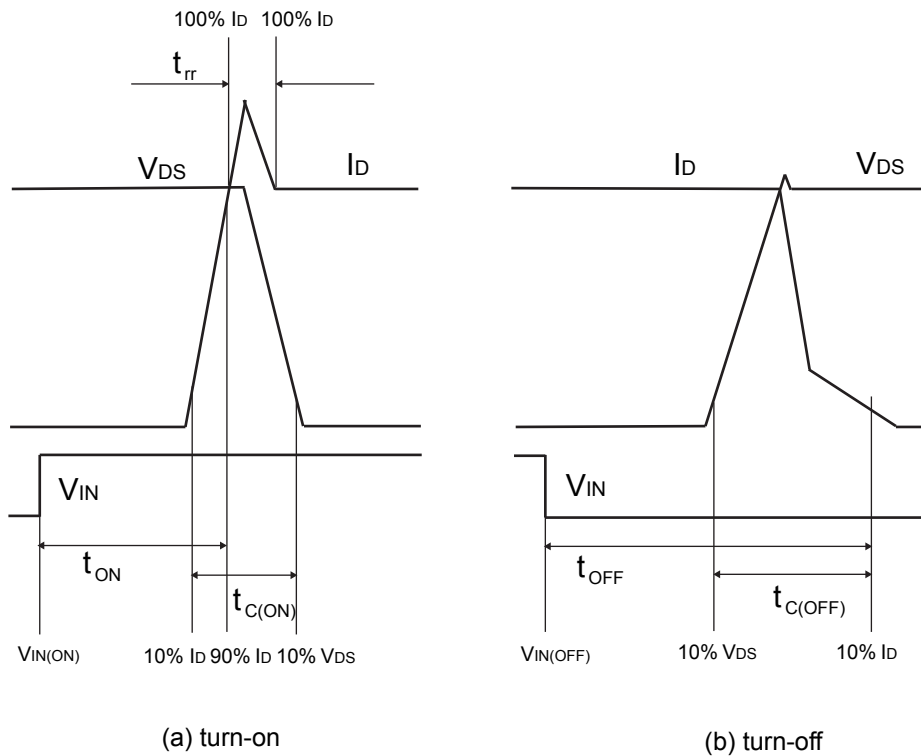 100% ID 100% ID
trr
VDS ID
ID VDS
VIN
VIN
tON
tOFF
tC(ON)
tC(OFF)
VIN(ON) 10% ID 90% ID 10% VDS
VIN(OFF) 10% VDS 10% ID
(a) turn-on
(b) turn-off